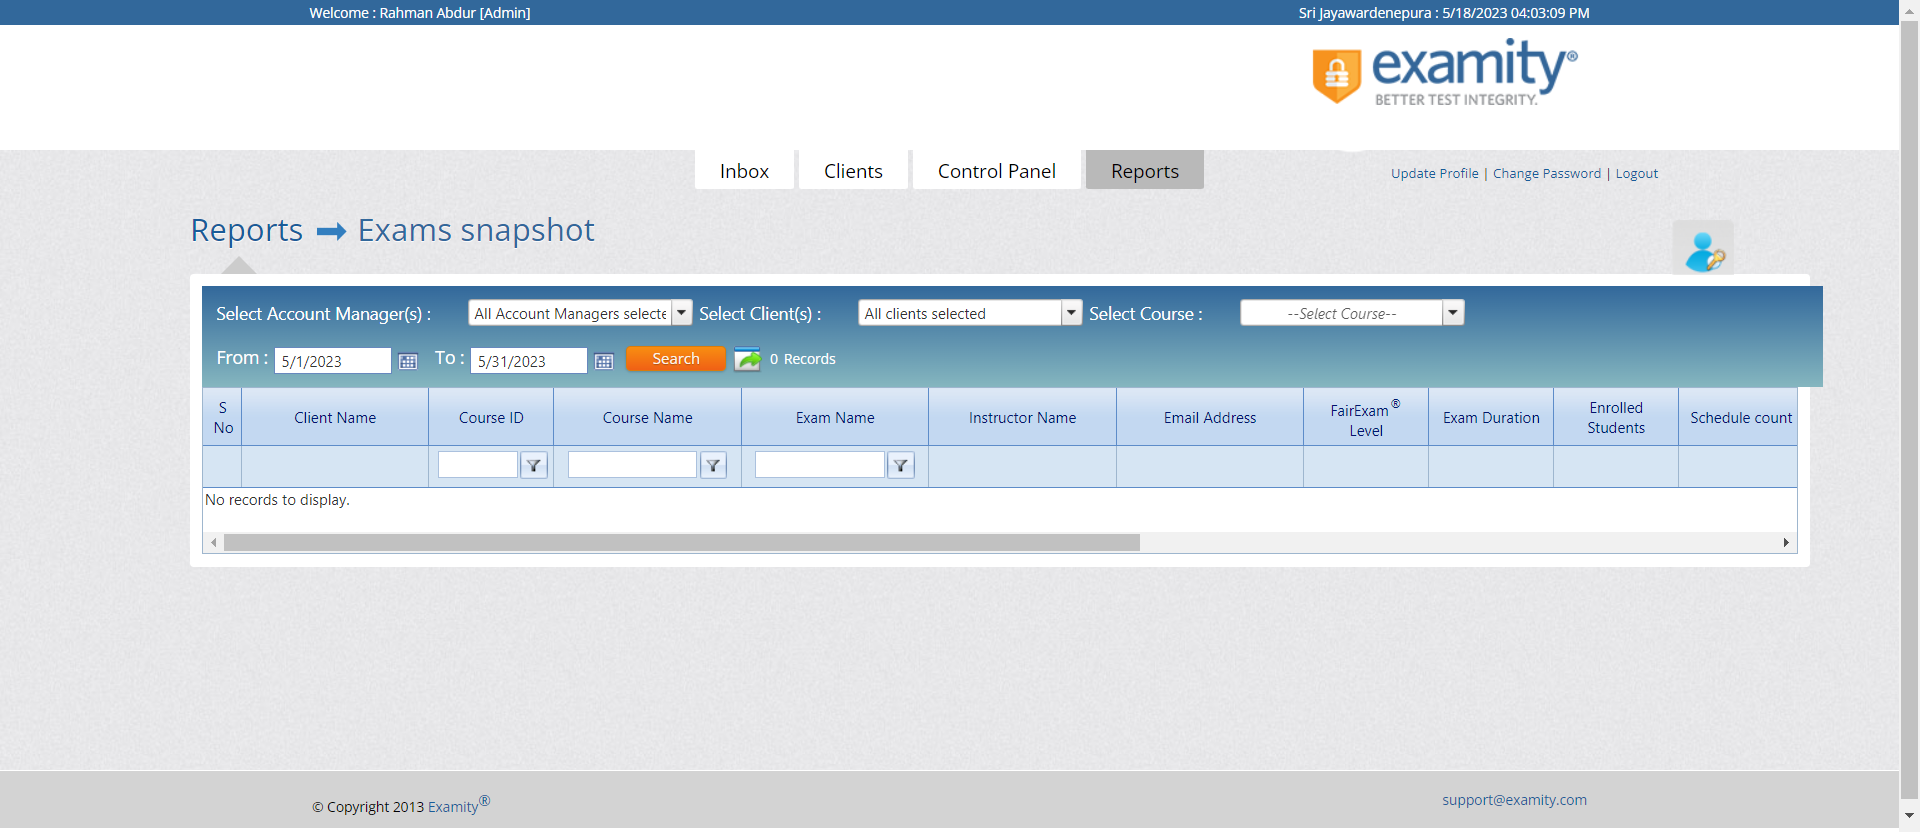 Welcome : Rahman Abdur [Admin]
Sri Jayawardenepura : 5/18/2023 04:03:09 PM
examity®
BETTER TEST INTEGRITY.
Inbox
Clients
Control Panel
Reports
Update Profile | Change Password | Logout
Reports
Exams snapshot
Select Account Manager(s) :
All Account Managers selecte
Select Client(s) :
All clients selected
Select Course :
--Select Course--
From :
5/1/2023
To :
5/31/2023
Search
0 Records
S
No
Client Name
Course ID
Course Name
Exam Name
Instructor Name
Email Address
FairExam®
Level
Exam Duration
Enrolled
Students
Schedule count
No records to display.
© Copyright 2013 Examity®
support@examity.com